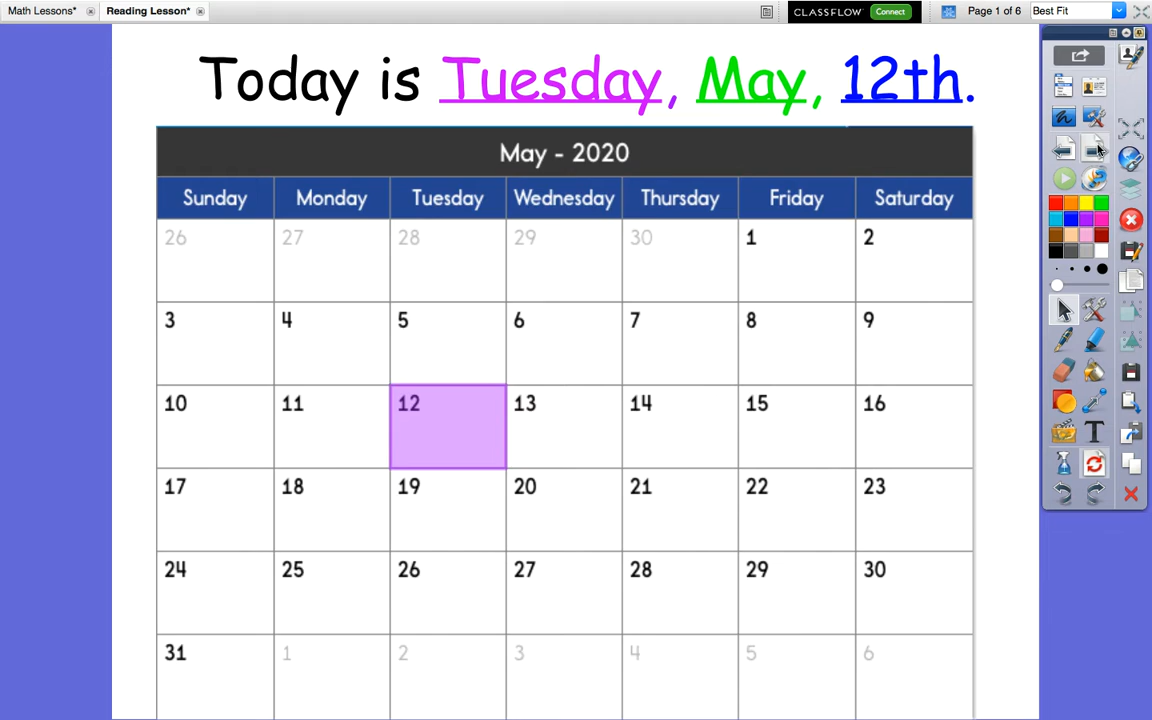 Math Lessons*
Reading Lesson*
CLASSFLOW Connect
Page 1 of 6
Best Fit
Today is Tuesday, May, 12th.
May - 2020
Sunday Monday Tuesday Wednesday Thursday Friday Saturday
26 27 28 29 30 1 2
3 4 5 6 7 8 9
10 11 12 13 14 15 16
17 18 19 20 21 22 23
24 25 26 27 28 29 30
31 1 2 3 4 5 6
T